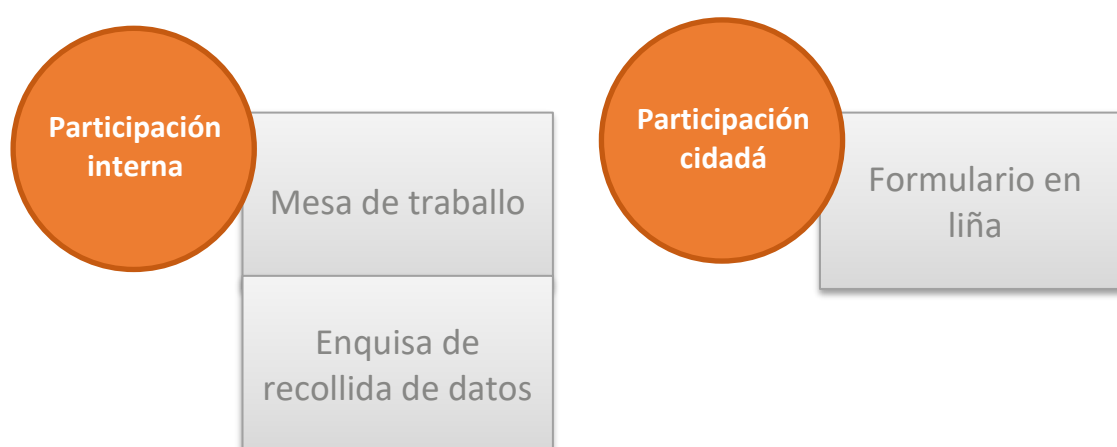 Participación
interna
Mesa de traballo
Enquisa de
recollida de datos
Participación
cidadá
Formulario en
liña